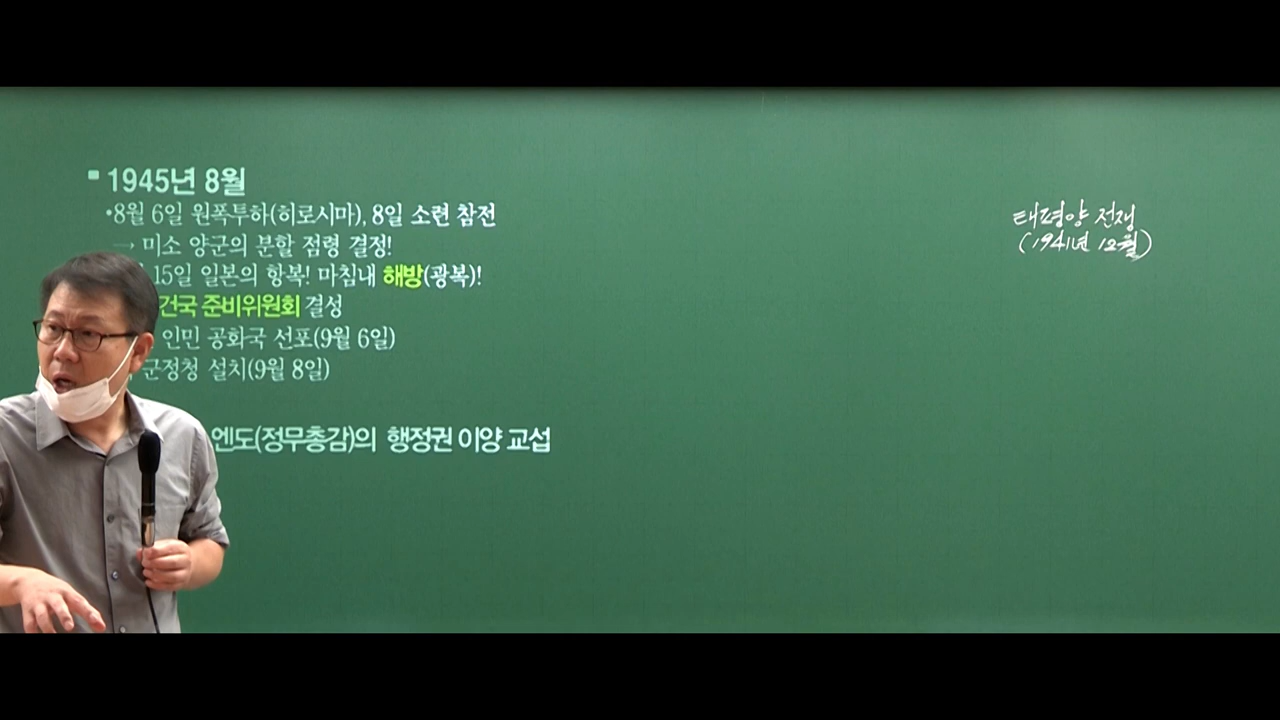 1945년 8월
•8월 6일 원폭투하(히로시마), 8일 소련 참전
→ 미소 양군의 분할 점령 결정!
15일 일본의 항복! 마침내 해방(광복)!
건국 준비위원회 결성
인민 공화국 선포(9월 6일)
군정청 설치(9월 8일)
엔도(정무총감)의 행정권 이양 교섭
태평양 전쟁
(1941년 12월)